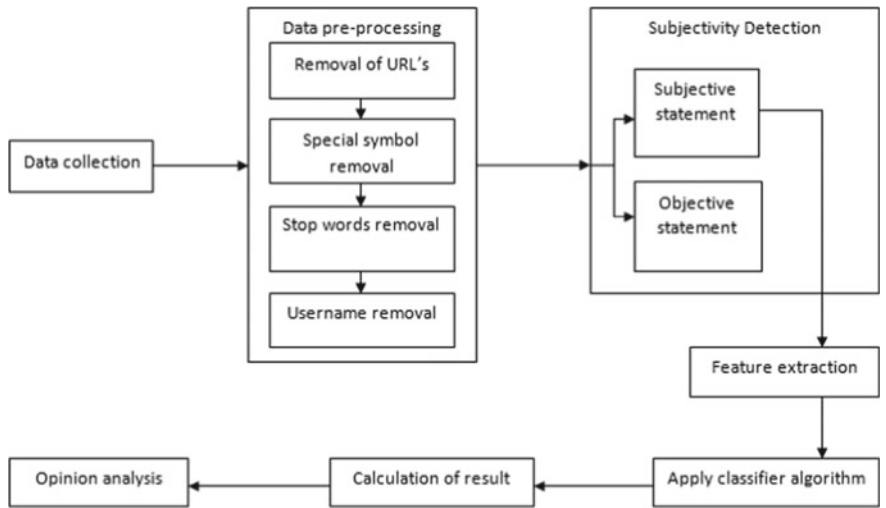 Data collection
Data pre-processing
Removal of URL's
Special symbol
removal
Stop words removal
Username removal
Subjectivity Detection
Subjective
statement
Objective
statement
Feature extraction
Apply classifier algorithm
Calculation of result
Opinion analysis